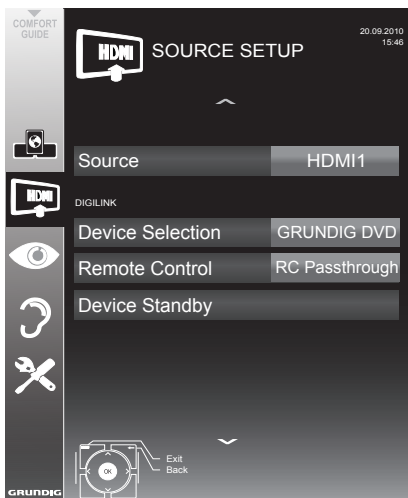 COMFORT
GUIDE
HDMI
SOURCE SETUP
20.09.2010
15:46
Source
HDMI1
HDMI
DIGILINK
Device Selection
GRUNDIG DVD
Remote Control
RC Passthrough
Device Standby
Exit
Back
OK
GRUNDIG